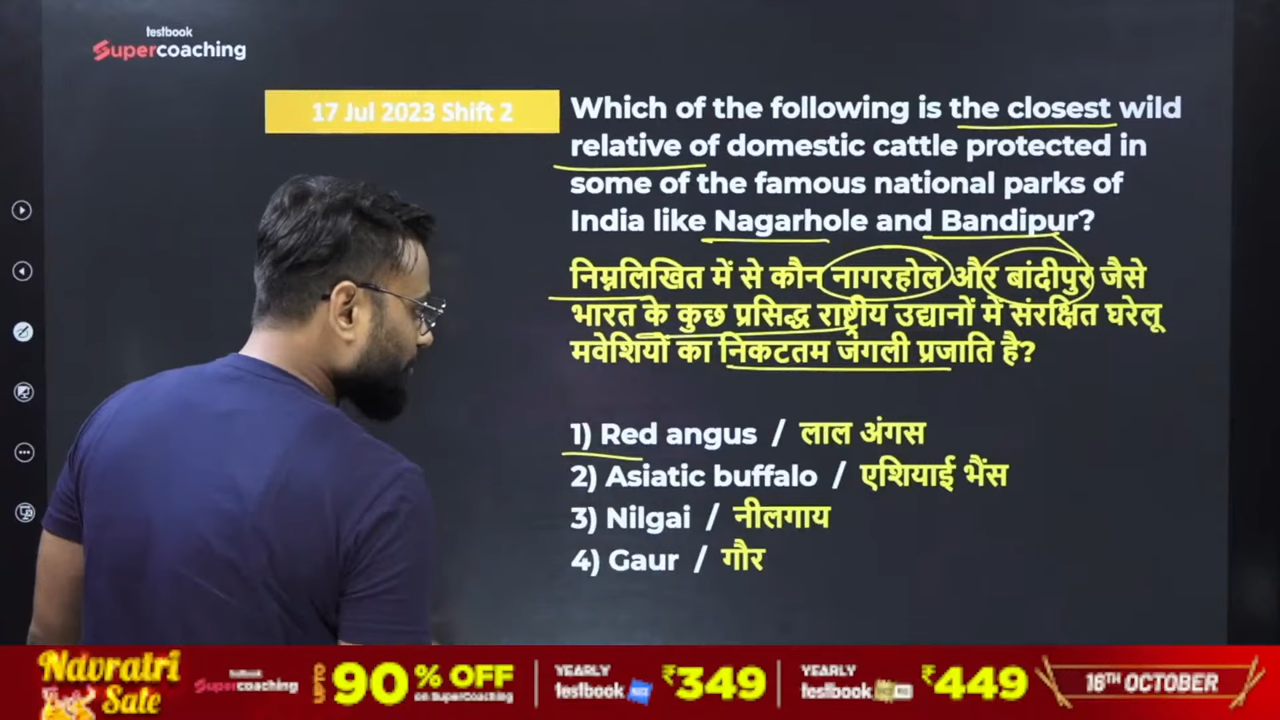 testbook
Supercoaching
17 Jul 2023 Shift 2
Which of the following is the closest wild
relative of domestic cattle protected in
some of the famous national parks of
India like Nagarhole and Bandipur?
निम्नलिखित में से कौन नागरहोल और बांदीपुरे जैसे
भारत के कुछ प्रसिद्ध राष्ट्रीय उद्यानों में संरक्षित घरेलू
मवेशियों का निकटतम जंगली प्रजाति है?
1) Red angus / लाल अंगस
2) Asiatic buffalo / एशियाई भैंस
3) Nilgai / नीलगाय
4) Gaur / गौर
Navratri
Sale
testbook
Supercoaching
UPTO
90% OFF
on SuperCoaching
YEARLY
testbook
₹349
YEARLY
testbook
₹449
16TH OCTOBER